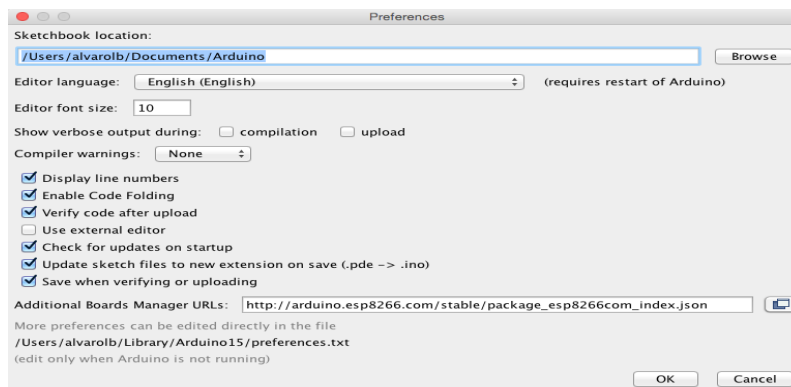 Preferences
Sketchbook location:
/Users/alvarolb/Documents/Arduino Browse
Editor language: English (English) (requires restart of Arduino)
Editor font size: 10
Show verbose output during: compilation upload
Compiler warnings: None
Display line numbers
Enable Code Folding
Verify code after upload
Use external editor
Check for updates on startup
Update sketch files to new extension on save (.pde -> .ino)
Save when verifying or uploading
Additional Boards Manager URLs: http://arduino.esp8266.com/stable/package_esp8266com_index.json
More preferences can be edited directly in the file
/Users/alvarolb/Library/Arduino15/preferences.txt
(edit only when Arduino is not running)
OK Cancel